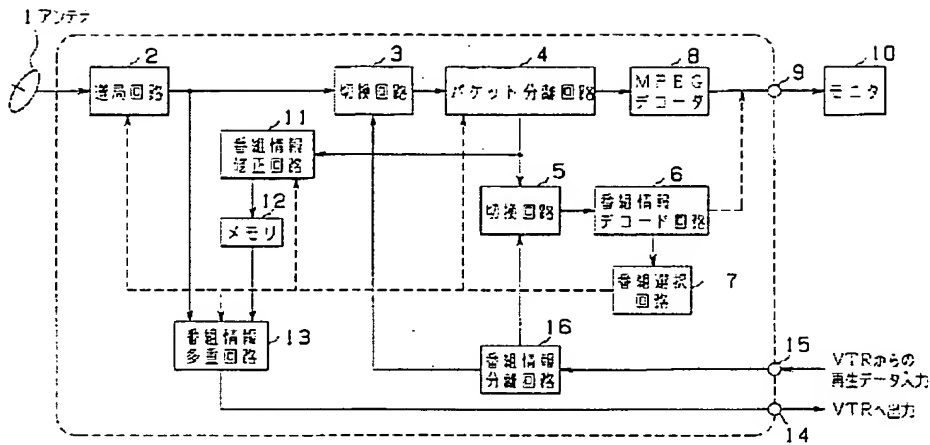 1 アンテナ
2
選局回路
3
切換回路
4
パケット分離回路
8
MPEG
デコーダ
9
10
モニタ
11
番組情報
修正回路
12
メモリ
5
切換回路
6
番組情報
デコード回路
番組選択
回路
7
番組情報
多重回路
13
16
番組情報
分離回路
15
VTRからの
再生データ入力
VTRへ出力
14